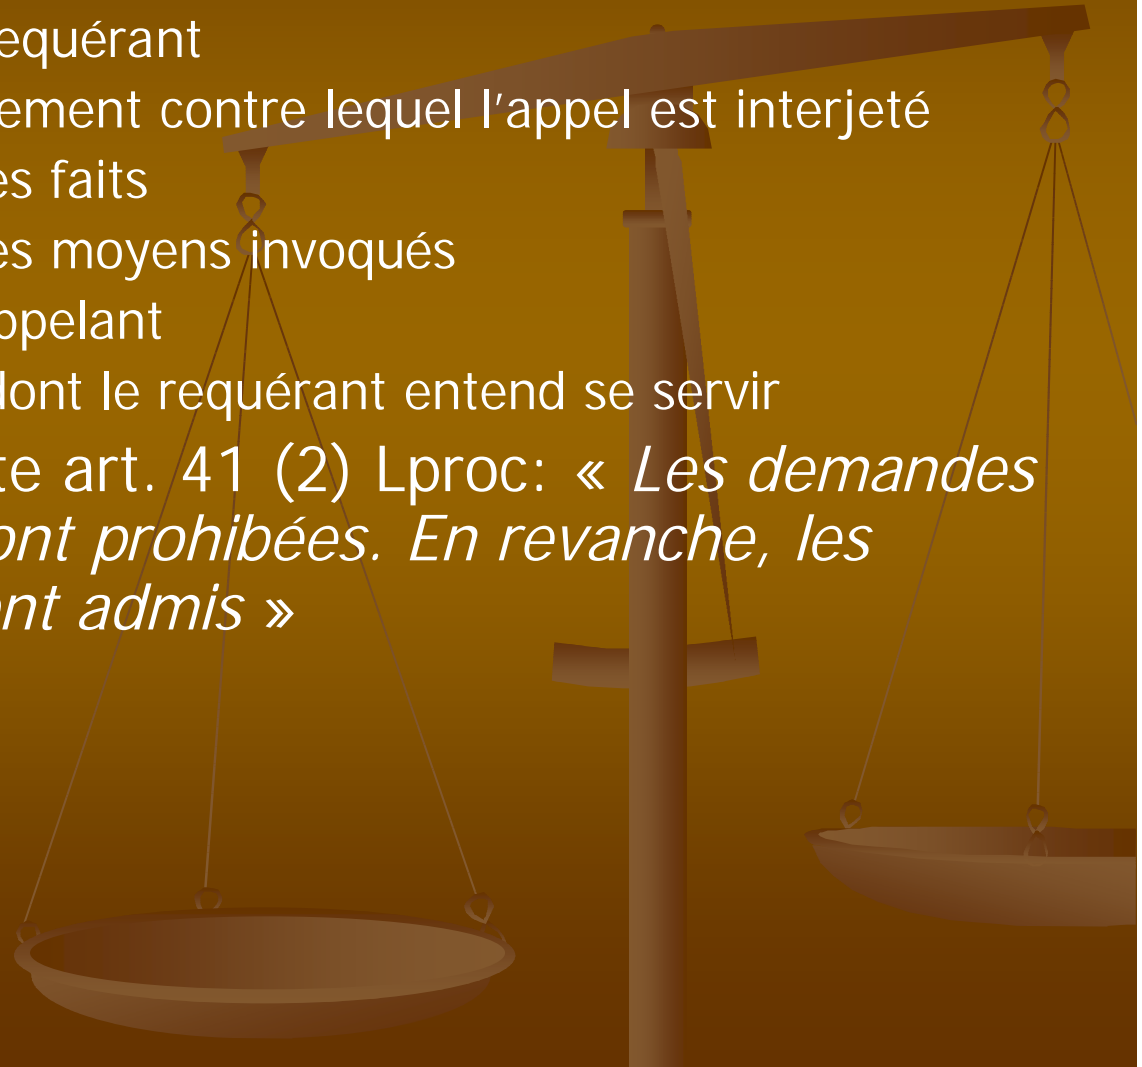 equérant
ement contre lequel l'appel est interjeté
es faits
es moyens invoqués
ppelant
dont le requérant entend se servir
te art. 41 (2) Lproc: « Les demandes
ont prohibées. En revanche, les
nt admis »